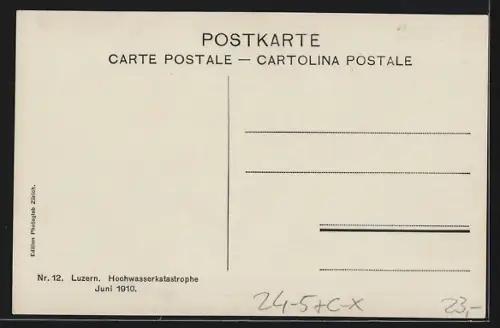 POSTKARTE
CARTE POSTALE — CARTOLINA POSTALE
Edition Photoglob Zürich.
Nr. 12. Luzern. Hochwasserkatastrophe
Juni 1910.
24-5+C-X
23,-